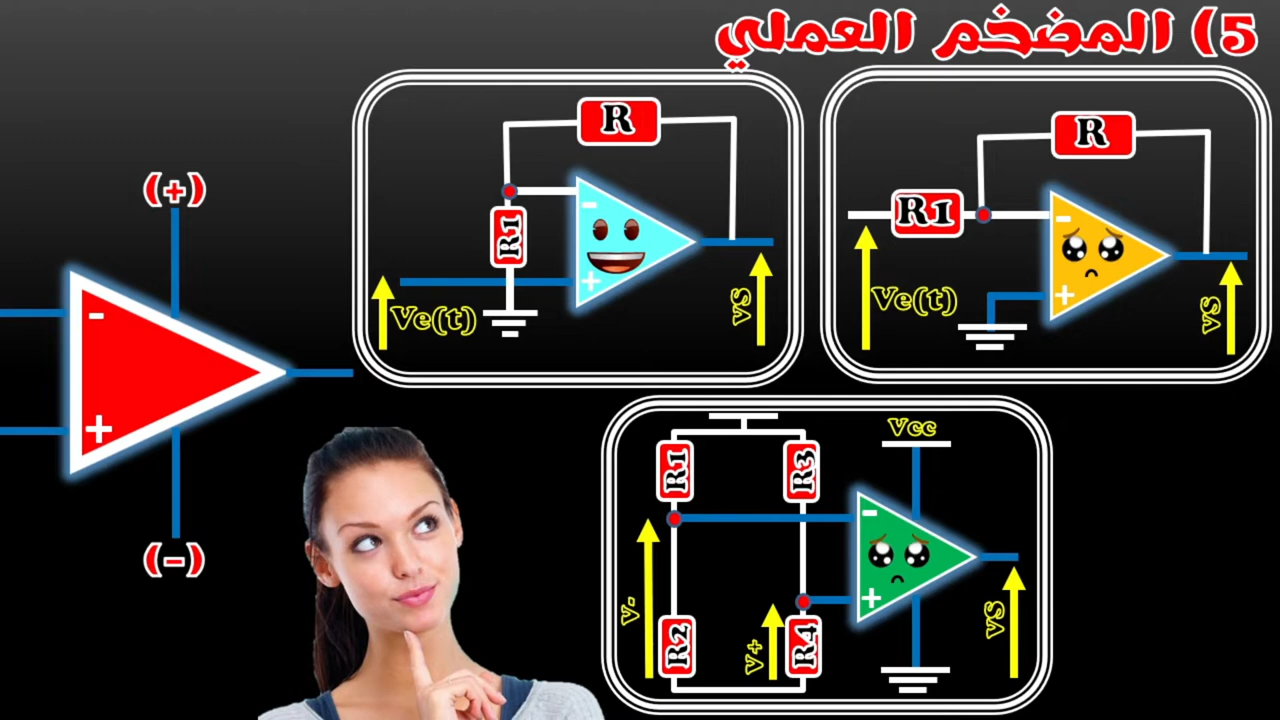 5) المضخم العملي
(+)
-
+
(-)
R
R1
-
+
Ve(t)
vS
R
R1
-
+
Ve(t)
vS
Vcc
R1
R3
-
+
V-
V+
R2
R4
vS